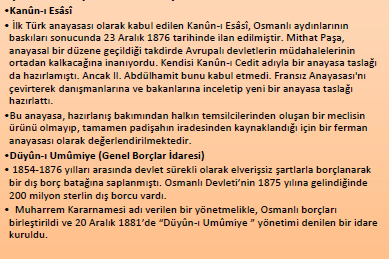 •Kanûn-ı Esâsî
• İlk Türk anayasası olarak kabul edilen Kanûn-ı Esâsî, Osmanlı aydınlarının
baskıları sonucunda 23 Aralık 1876 tarihinde ilan edilmiştir. Mithat Paşa,
anayasal bir düzene geçildiği takdirde Avrupalı devletlerin müdahalelerinin
ortadan kalkacağına inanıyordu. Kendisi Kanûn-ı Cedit adıyla bir anayasa taslağı
da hazırlamıştı. Ancak II. Abdülhamit bunu kabul etmedi. Fransız Anayasası'nı
çevirterek danışmanlarına ve bakanlarına inceletip yeni bir anayasa taslağı
hazırlattı.
•Bu anayasa, hazırlanış bakımından halkın temsilcilerinden oluşan bir meclisin
ürünü olmayıp, tamamen padişahın iradesinden kaynaklandığı için bir ferman
anayasası olarak değerlendirilmektedir.
•Düyûn-ı Umûmiye (Genel Borçlar İdaresi)
• 1854-1876 yılları arasında devlet sürekli olarak elverişsiz şartlarla borçlanarak
bir dış borç batağına saplanmıştı. Osmanlı Devleti'nin 1875 yılına gelindiğinde
200 milyon sterlin dış borcu vardı.
• Muharrem Kararnamesi adı verilen bir yönetmelikle, Osmanlı borçları
birleştirildi ve 20 Aralık 1881'de "Düyûn-ı Umûmiye " yönetimi denilen bir idare
kuruldu.